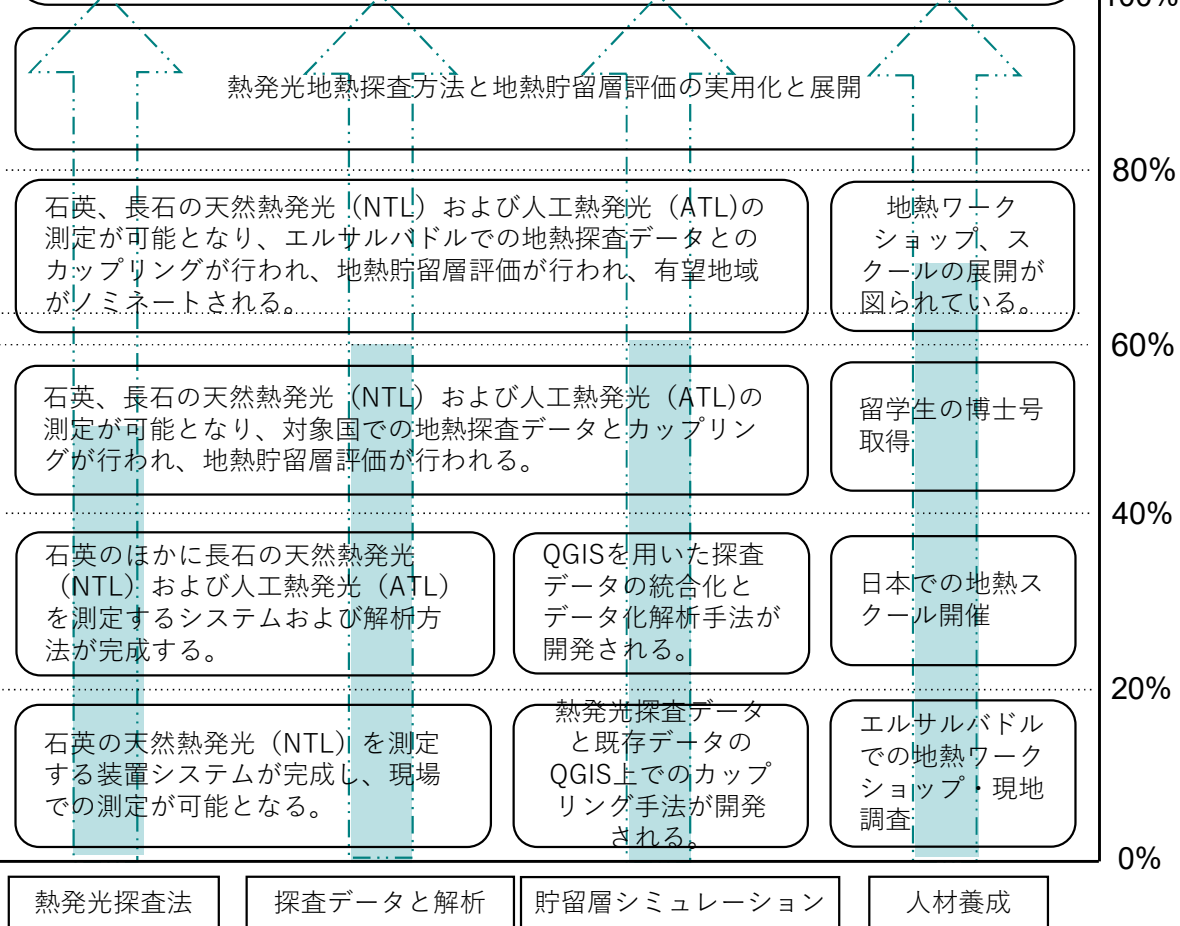 100%
熱発光地熱探査方法と地熱貯留層評価の実用化と展開
80%
石英、長石の天然熱発光（NTL）および人工熱発光（ATL)の
測定が可能となり、エルサルバドルでの地熱探査データとの
カップリングが行われ、地熱貯留層評価が行われ、有望地域
がノミネートされる。
地熱ワーク
ショップ、ス
クールの展開が
図られている。
60%
石英、長石の天然熱発光（NTL）および人工熱発光（ATL)の
測定が可能となり、対象国での地熱探査データとカップリン
グが行われ、地熱貯留層評価が行われる。
留学生の博士号
取得
40%
石英のほかに長石の天然熱発光
（NTL）および人工熱発光（ATL）
を測定するシステムおよび解析方
法が完成する。
QGISを用いた探査
データの統合化と
データ化解析手法が
開発される。
日本での地熱ス
クール開催
20%
石英の天然熱発光（NTL）を測定
する装置システムが完成し、現場
での測定が可能となる。
熱発光探査データ
と既存データの
QGIS上でのカップ
リング手法が開発
される。
エルサルバドル
での地熱ワーク
ショップ・現地
調査
0%
熱発光探査法
探査データと解析
貯留層シミュレーション
人材養成